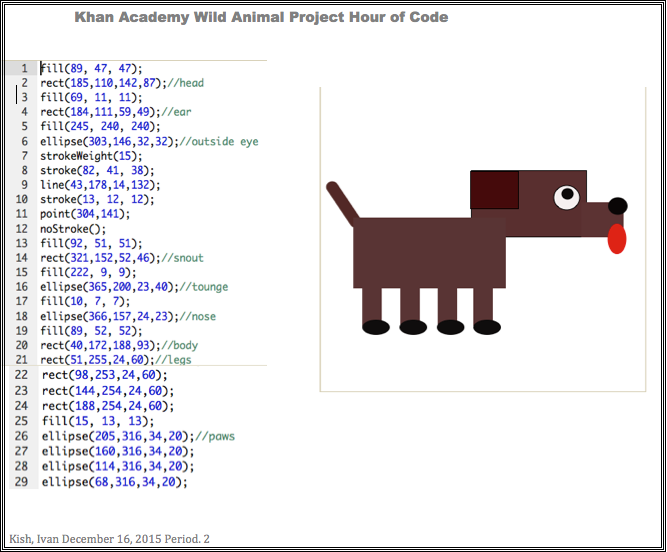 Khan Academy Wild Animal Project Hour of Code
1 fill(89, 47, 47);
2 rect(185,110,142,87);//head
3 fill(69, 11, 11);
4 rect(184,111,59,49);//ear
5 fill(245, 240, 240);
6 ellipse(303,146,32,32);//outside eye
7 strokeWeight(15);
8 stroke(82, 41, 38);
9 line(43,178,14,132);
10 stroke(13, 12, 12);
11 point(304,141);
12 noStroke();
13 fill(92, 51, 51);
14 rect(321,152,52,46);//snout
15 fill(222, 9, 9);
16 ellipse(365,200,23,40);//tounge
17 fill(10, 7, 7);
18 ellipse(366,157,24,23);//nose
19 fill(89, 52, 52);
20 rect(40,172,188,93);//body
21 rect(51,255,24,60);//legs
22 rect(98,253,24,60);
23 rect(144,254,24,60);
24 rect(188,254,24,60);
25 fill(15, 13, 13);
26 ellipse(205,316,34,20);//paws
27 ellipse(160,316,34,20);
28 ellipse(114,316,34,20);
29 ellipse(68,316,34,20);
Kish, Ivan December 16, 2015 Period. 2